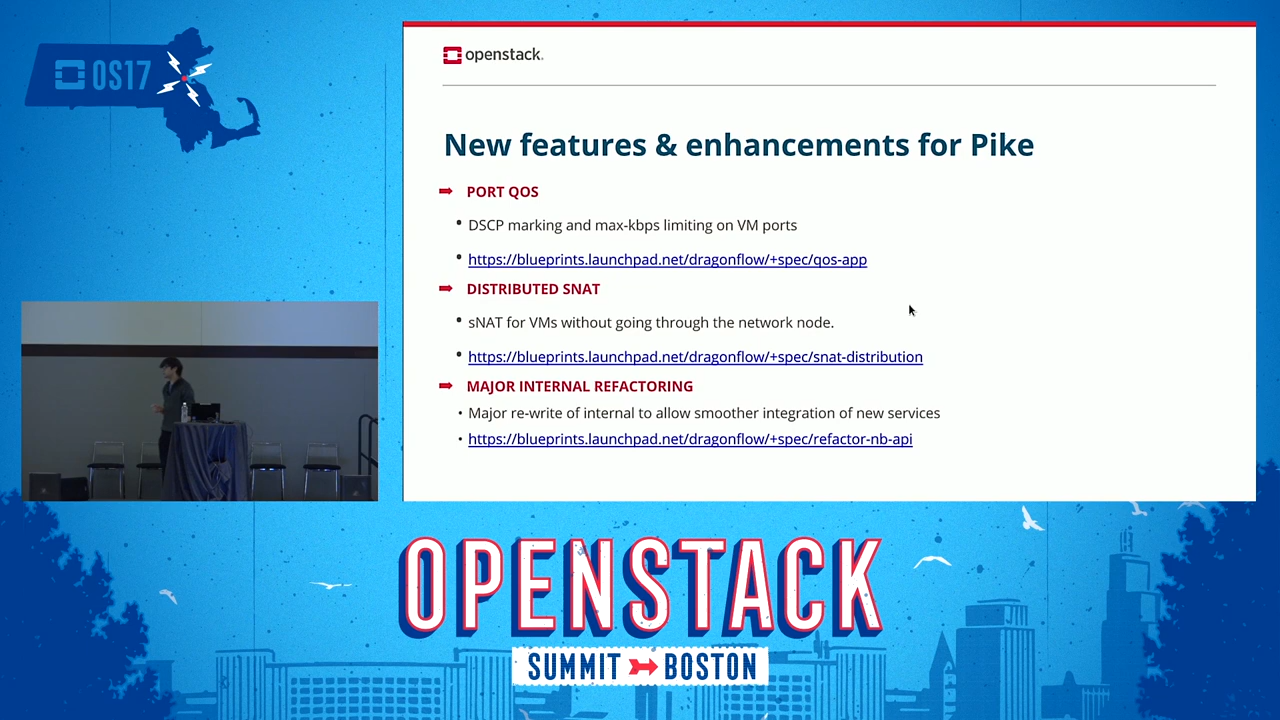 OS17
openstack.
New features & enhancements for Pike
PORT QOS
• DSCP marking and max-kbps limiting on VM ports
• https://blueprints.launchpad.net/dragonflow/+spec/qos-app
DISTRIBUTED SNAT
• sNAT for VMs without going through the network node.
• https://blueprints.launchpad.net/dragonflow/+spec/snat-distribution
MAJOR INTERNAL REFACTORING
• Major re-write of internal to allow smoother integration of new services
• https://blueprints.launchpad.net/dragonflow/+spec/refactor-nb-api
OPENSTACK
SUMMIT BOSTON